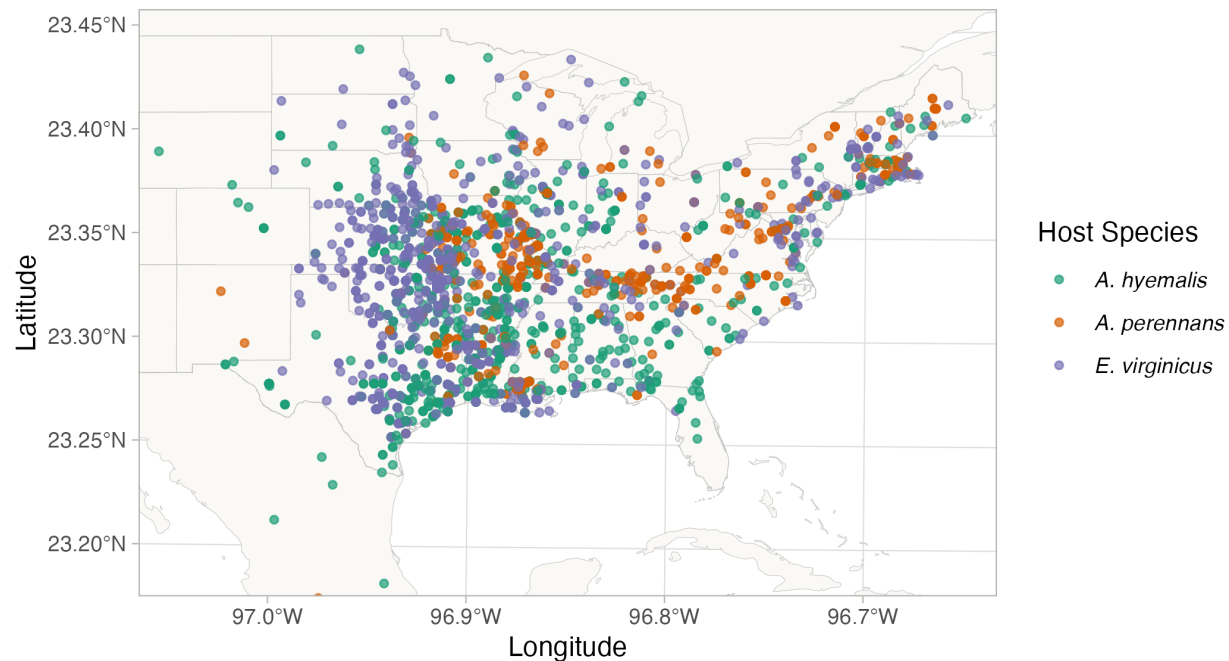 23.45°N
23.40°N
23.35°N
23.30°N
23.25°N
23.20°N
Latitude
97.0°W
96.9°W
96.8°W
96.7°W
Longitude
Host Species
A. hyemalis
A. perennans
E. virginicus